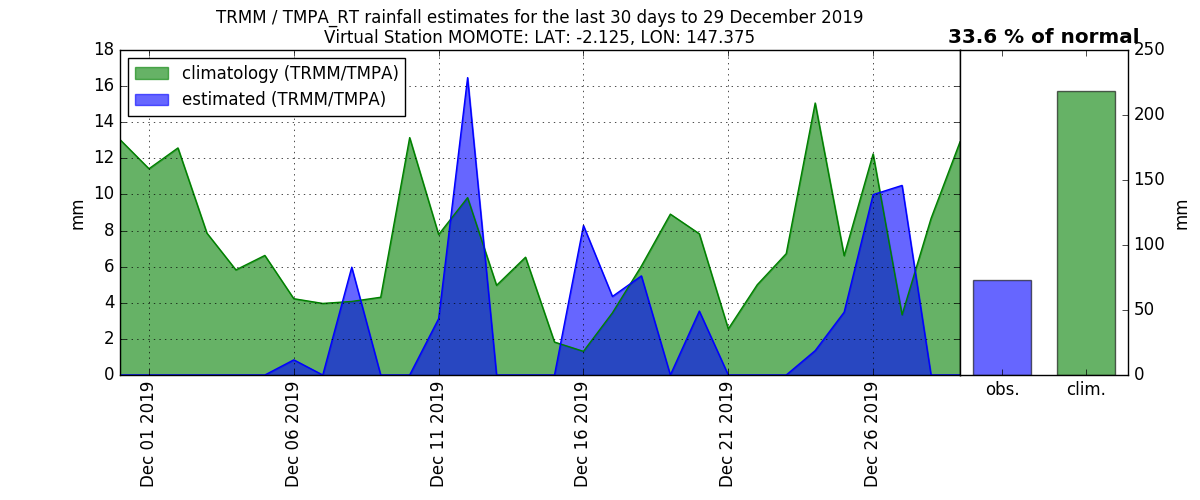 TRMM / TMPA_RT rainfall estimates for the last 30 days to 29 December 2019
Virtual Station MOMOTE: LAT: -2.125, LON: 147.375
33.6 % of normal
climatology (TRMM/TMPA)
estimated (TRMM/TMPA)
mm
18
16
14
12
10
8
6
4
2
0
Dec 01 2019
Dec 06 2019
Dec 11 2019
Dec 16 2019
Dec 21 2019
Dec 26 2019
250
200
150
100
50
0
mm
obs.
clim.